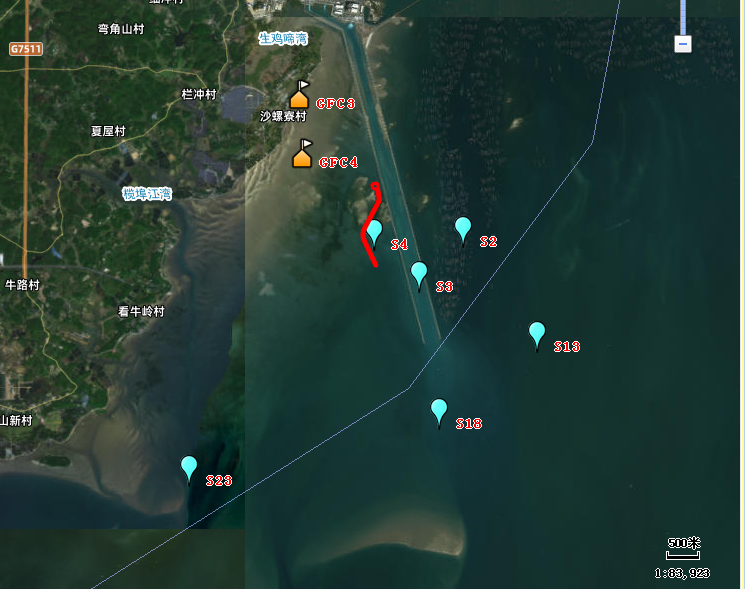 弯角山村
生鸡啼湾
G7511
栏冲村
GFC3
沙螺寮村
夏屋村
GFC4
榄埠江湾
S2
S4
牛路村
S3
看牛岭村
S13
山新村
S18
S23
500米
1:83,923